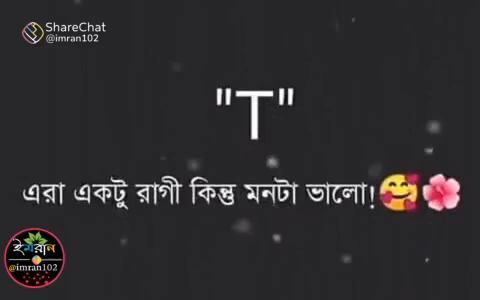 ShareChat
@imran102
"T"
এরা একটু রাগী কিন্তু মনটা ভালো!🥰🌺
ইমরান
@imran102